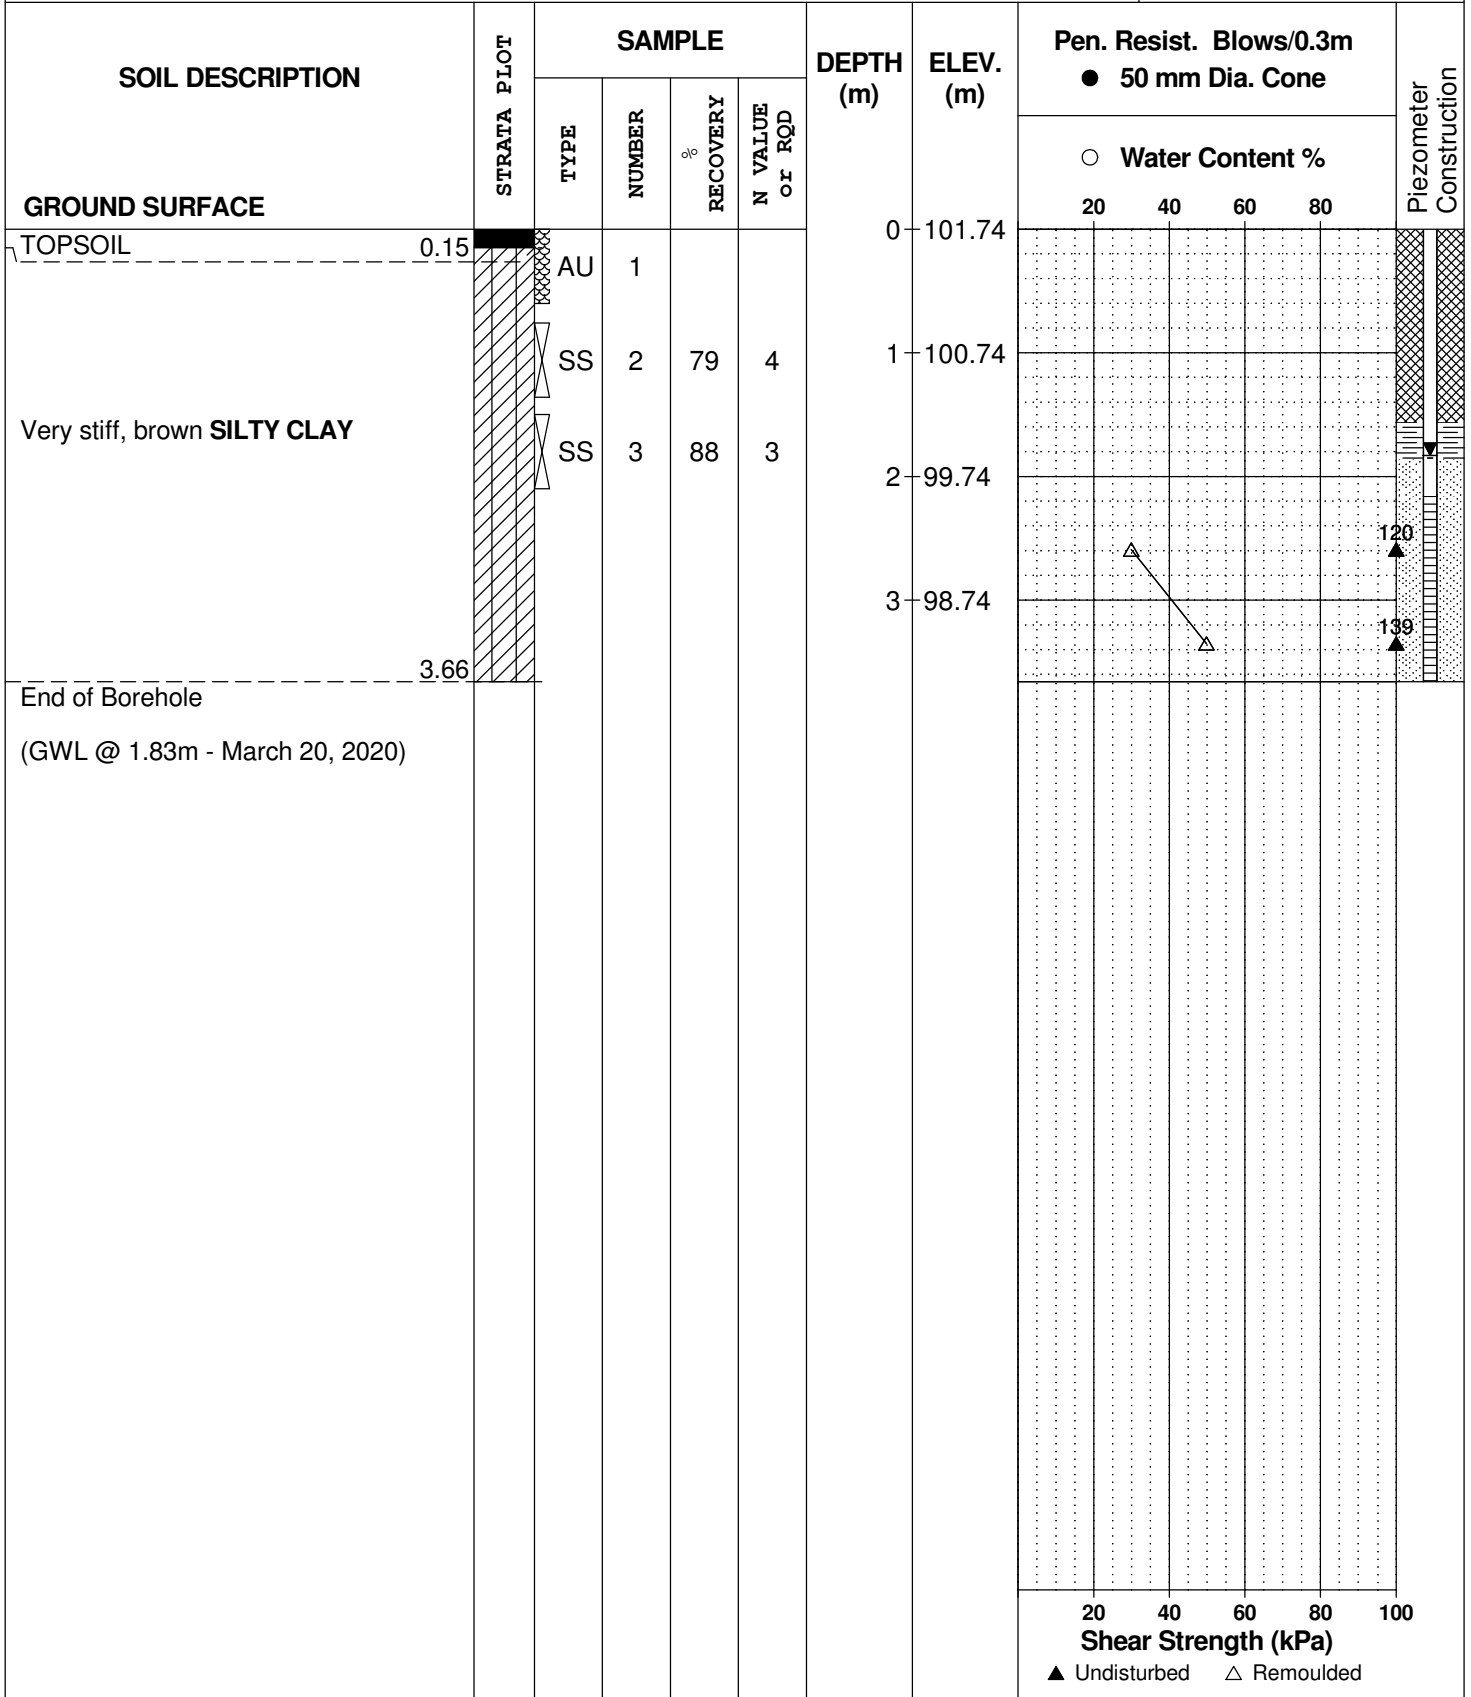 SOIL DESCRIPTION
GROUND SURFACE
STRATA PLOT
SAMPLE
TYPE
NUMBER
% RECOVERY
N VALUE
or RQD
DEPTH
(m)
ELEV.
(m)
Pen. Resist. Blows/0.3m
● 50 mm Dia. Cone
○ Water Content %
20 40 60 80
Piezometer
Construction
0 101.74
TOPSOIL 0.15
AU 1
SS 2 79 4
1 100.74
Very stiff, brown SILTY CLAY
SS 3 88 3
2 99.74
120
3 98.74
139
3.66
End of Borehole
(GWL @ 1.83m - March 20, 2020)
20 40 60 80 100
Shear Strength (kPa)
▲ Undisturbed △ Remoulded